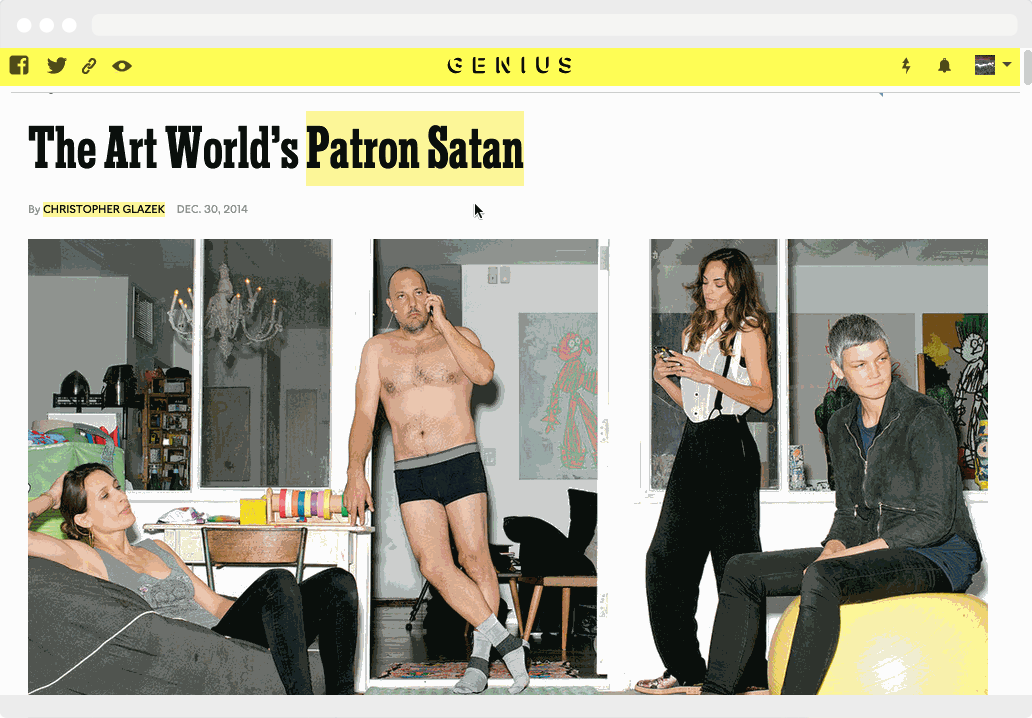 GENIUS
The Art World’s Patron Satan
By CHRISTOPHER GLAZEK DEC. 30, 2014